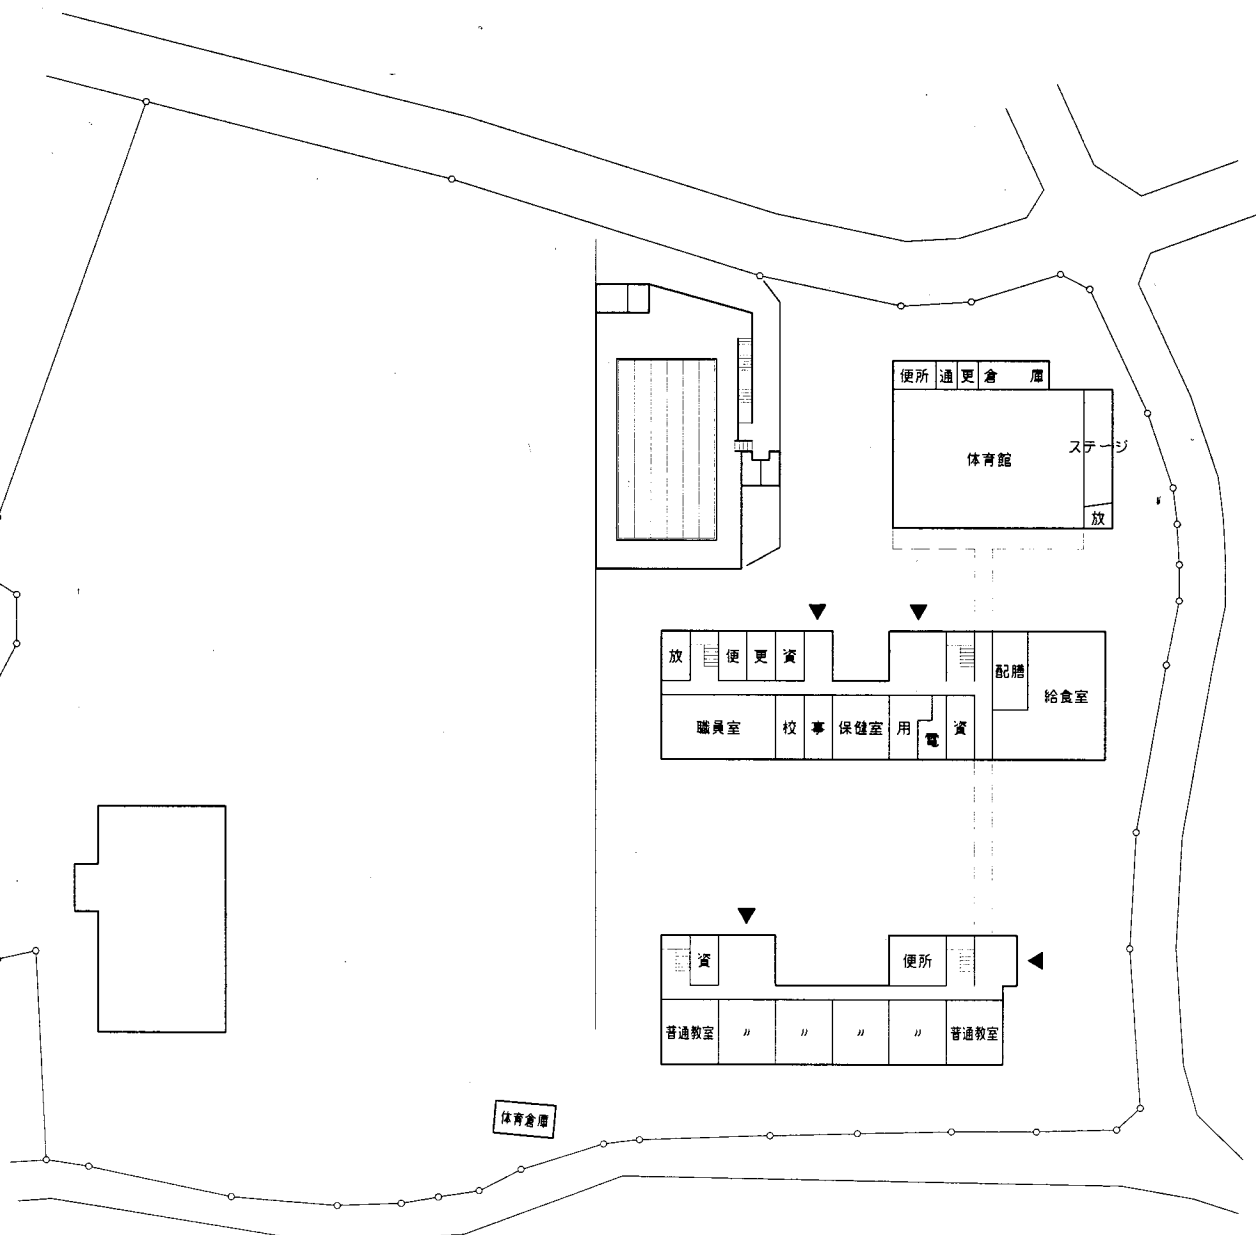 便所 通 更 倉庫
体育館
ステージ
放
放 便 更 資
配膳
給食室
職員室 校 事 保健室 用 電 資
資 便所
普通教室 〃 〃 〃 〃 普通教室
体育倉庫